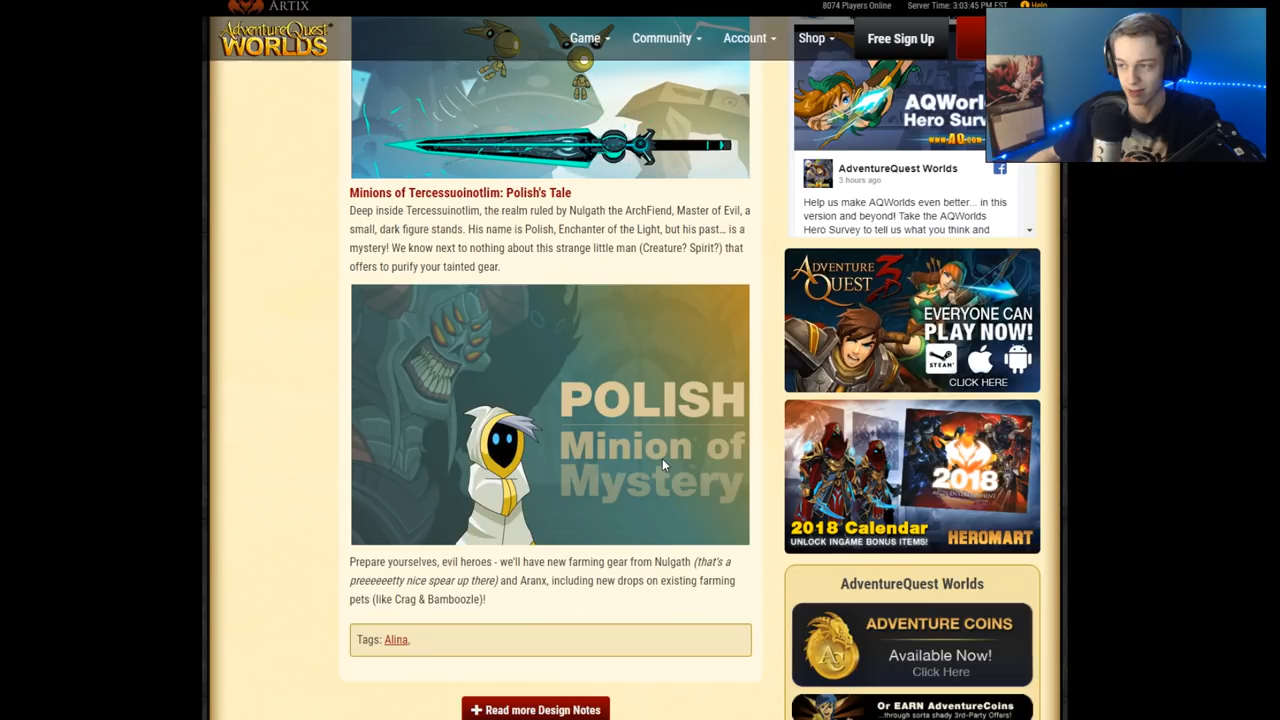 ARTIX
8074 Players Online
Server Time: 3:03:45 PM EST
Help
AdventureQuest
WORLDS
Game
Community
Account
Shop
Free Sign Up
AQWorl
Hero Surv
www.AQ.com
AdventureQuest Worlds
3 hours ago
Help us make AQWorlds even better... in this
version and beyond! Take the AQWorlds
Hero Survey to tell us what you think and
Minions of Tercessuoinotlim: Polish's Tale
Deep inside Tercessuinotlim, the realm ruled by Nulgath the ArchFiend, Master of Evil, a
small, dark figure stands. His name is Polish, Enchanter of the Light, but his past… is a
mystery! We know next to nothing about this strange little man (Creature? Spirit?) that
offers to purify your tainted gear.
POLISH
Minion of
Mystery
Prepare yourselves, evil heroes - we'll have new farming gear from Nulgath (that's a
preeeeeetty nice spear up there) and Aranx, including new drops on existing farming
pets (like Crag & Bamboozle)!
Tags: Alina,
Read more Design Notes
ADVENTURE
QUEST 3
EVERYONE CAN
PLAY NOW!
STEAM
CLICK HERE
2018
2018 Calendar
UNLOCK INGAME BONUS ITEMS!
HEROMART
AdventureQuest Worlds
ADVENTURE COINS
Available Now!
Click Here
Or EARN AdventureCoins
...through sorta shady 3rd-Party Offers!